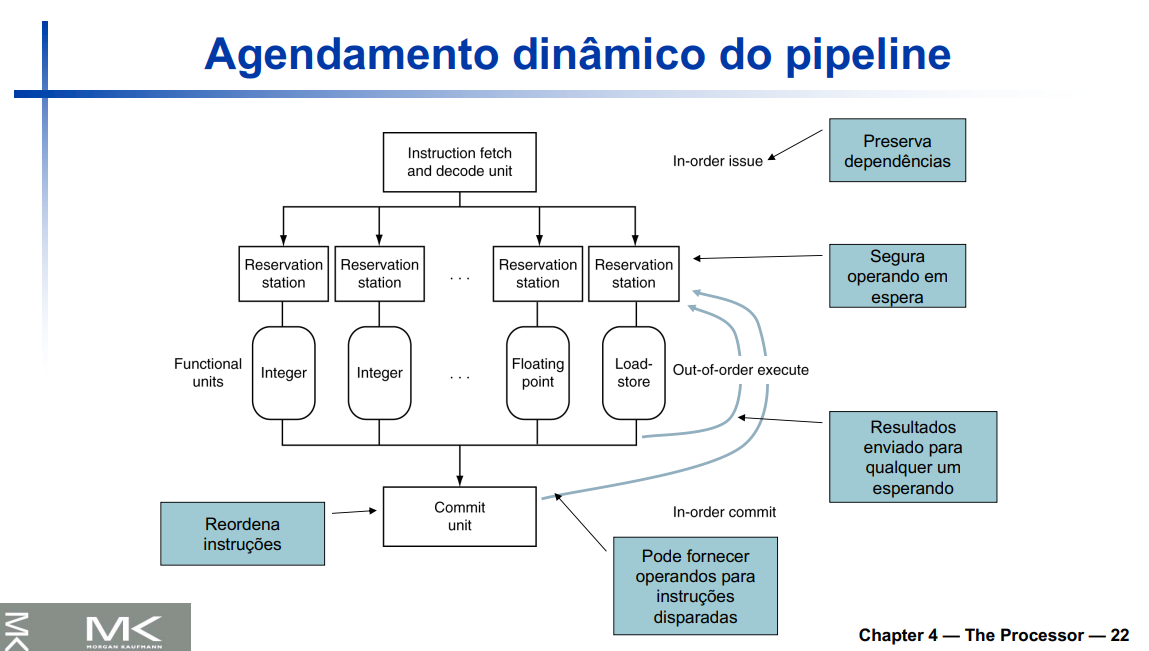 Agendamento dinâmico do pipeline
Instruction fetch
and decode unit
In-order issue
Preserva
dependências
Reservation
station
Reservation
station
. . .
Reservation
station
Reservation
station
Segura
operando em
espera
Functional
units
Integer
Integer
. . .
Floating
point
Load-
store
Out-of-order execute
Resultados
enviado para
qualquer um
esperando
Commit
unit
In-order commit
Reordena
instruções
Pode fornecer
operandos para
instruções
disparadas
MK
MK
MORGAN KAUFMANN
Chapter 4 — The Processor — 22